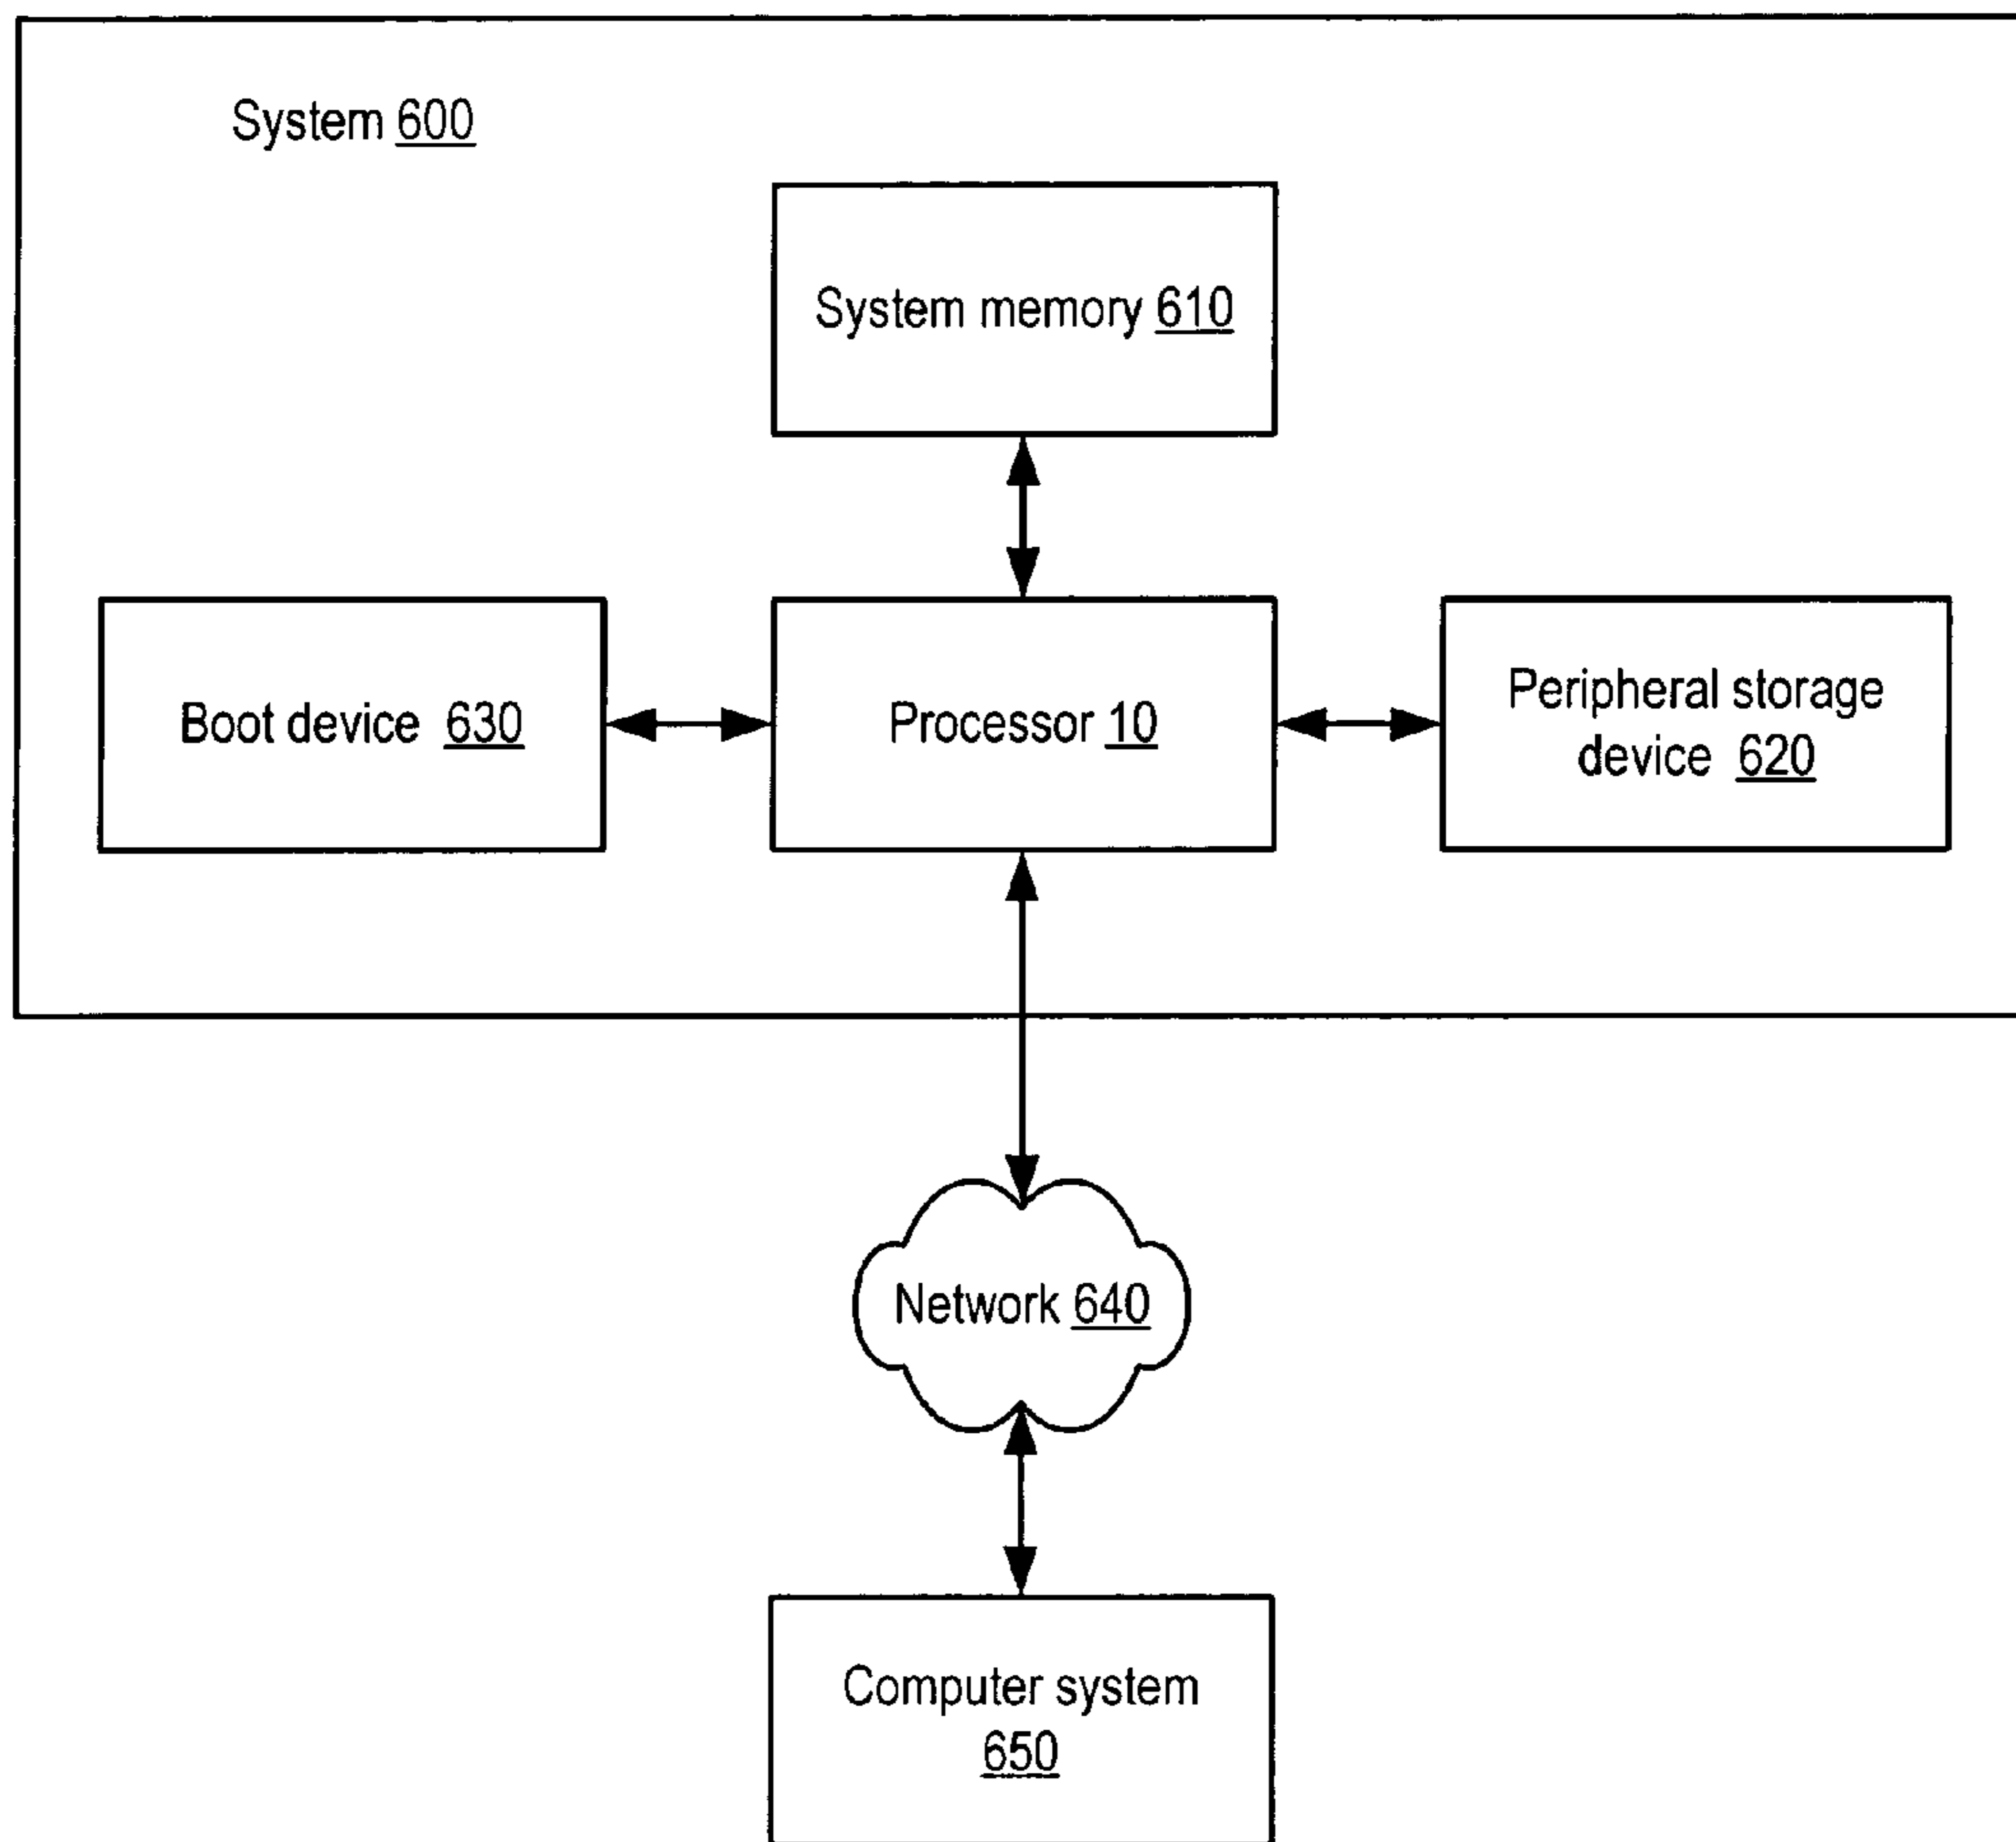 System 600
System memory 610
Boot device 630
Processor 10
Peripheral storage
device 620
Network 640
Computer system
650